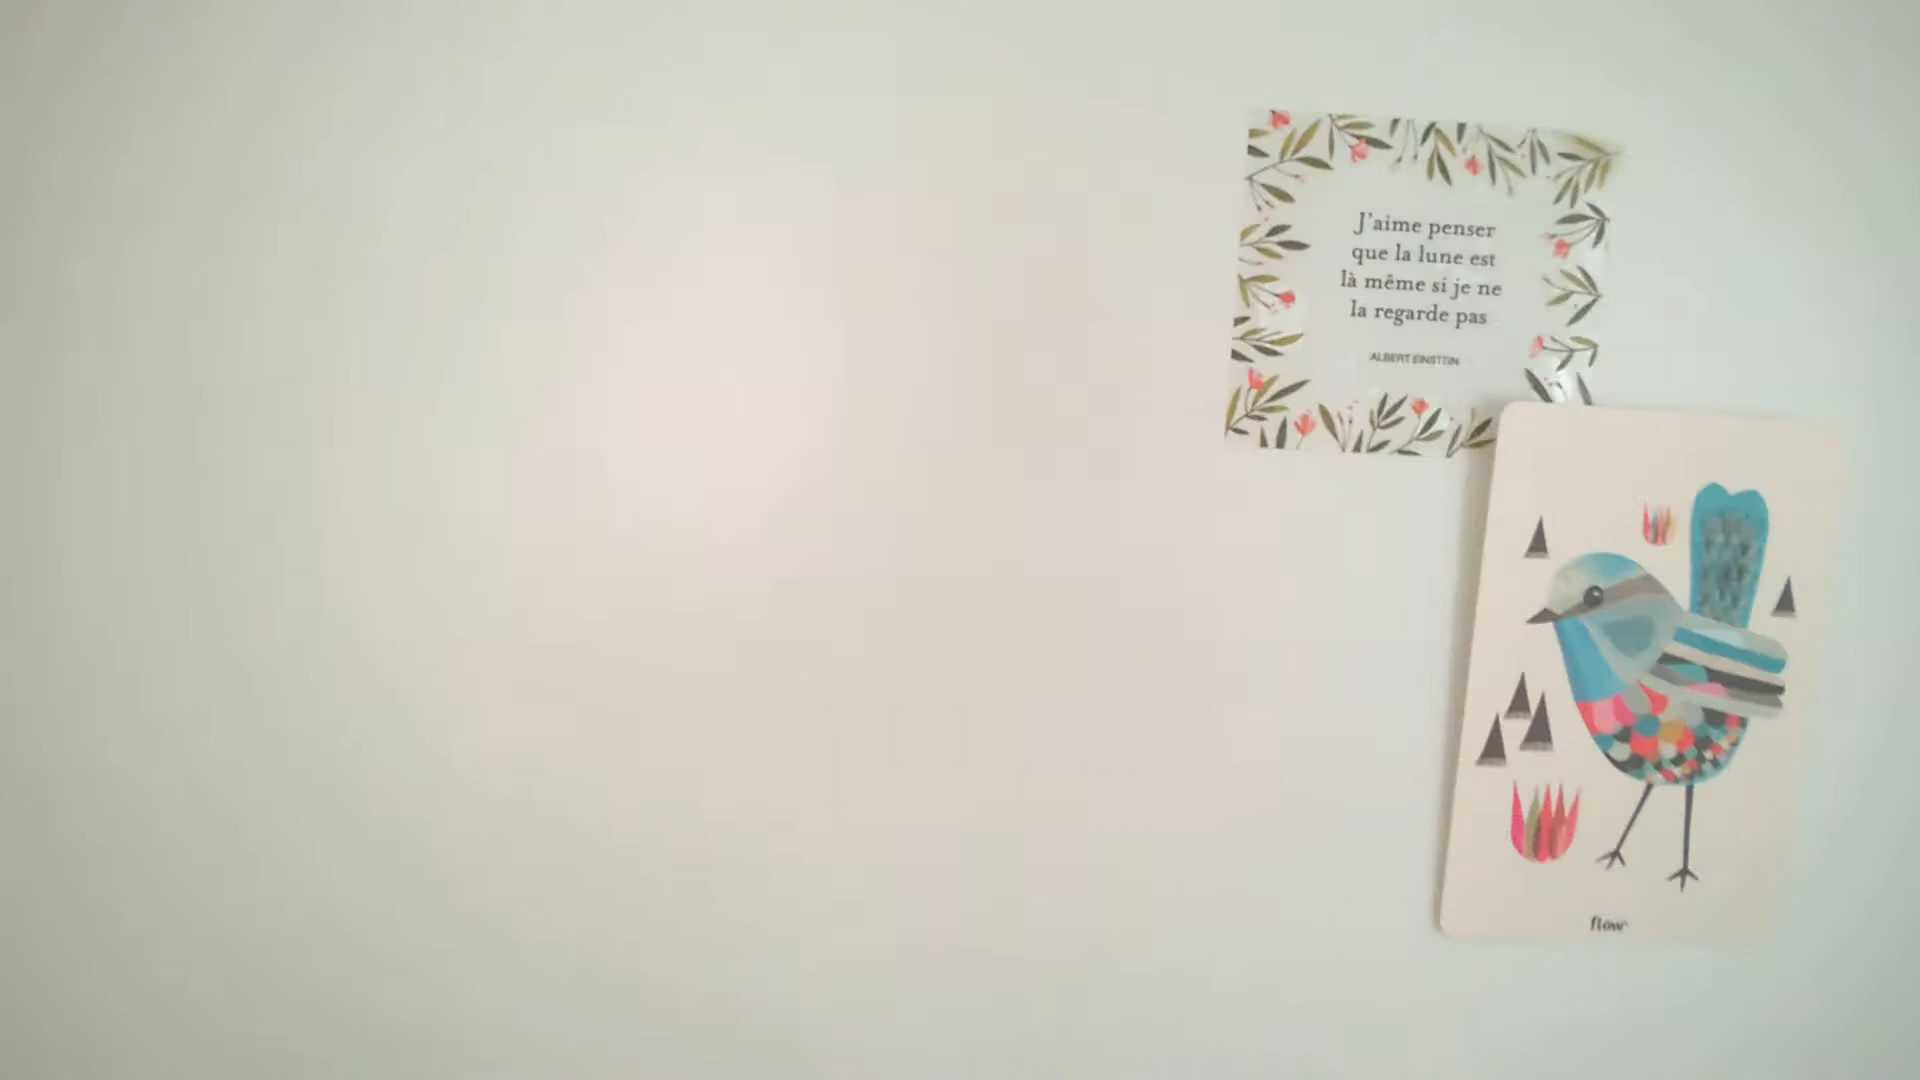 J'aime penser
que la lune est
là même si je ne
la regarde pas
ALBERT EINSTEIN
flow